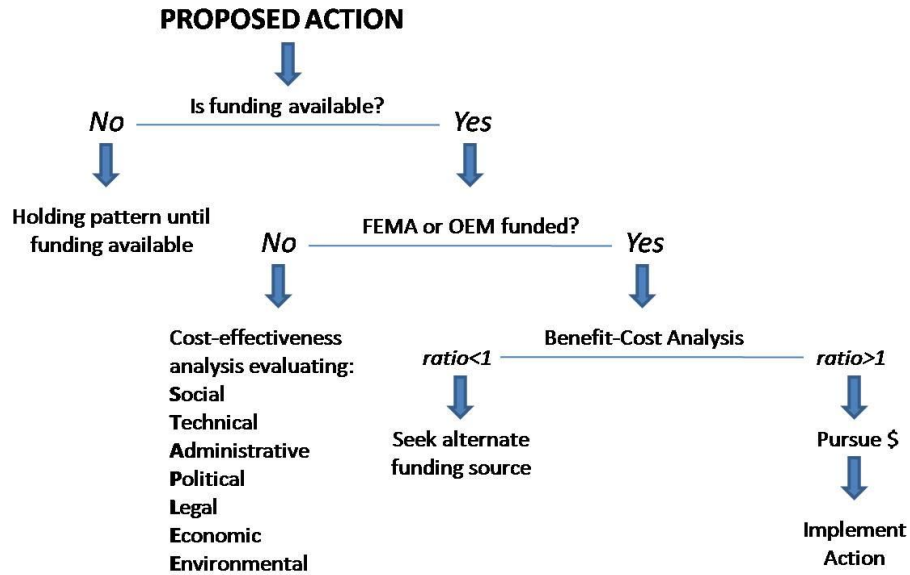 PROPOSED ACTION
Is funding available?
No
Yes
Holding pattern until
funding available
FEMA or OEM funded?
No
Yes
Cost-effectiveness
analysis evaluating:
Social
Technical
Administrative
Political
Legal
Economic
Environmental
Benefit-Cost Analysis
ratio<1
ratio>1
Seek alternate
funding source
Pursue $
Implement
Action